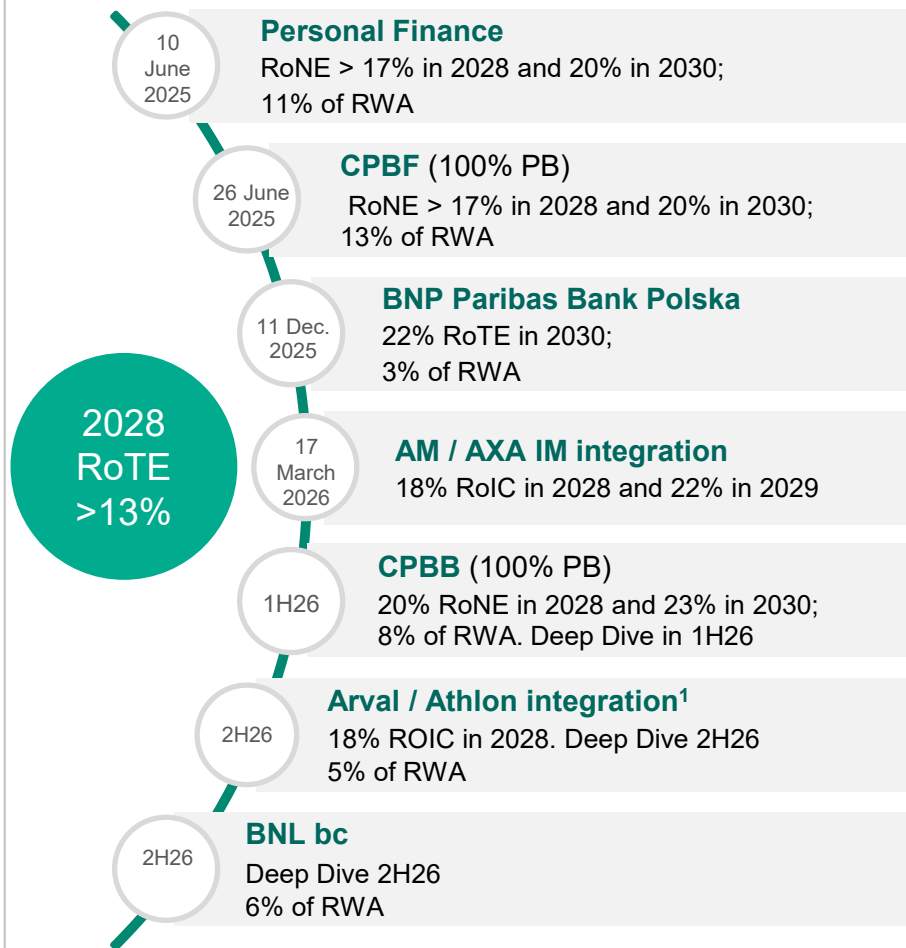 10
June
2025
Personal Finance
RoNE > 17% in 2028 and 20% in 2030;
11% of RWA
26 June
2025
CPBF (100% PB)
RoNE > 17% in 2028 and 20% in 2030;
13% of RWA
11 Dec.
2025
BNP Paribas Bank Polska
22% RoTE in 2030;
3% of RWA
2028
RoTE
>13%
17
March
2026
AM / AXA IM integration
18% RoIC in 2028 and 22% in 2029
1H26
CPBB (100% PB)
20% RoNE in 2028 and 23% in 2030;
8% of RWA. Deep Dive in 1H26
2H26
Arval / Athlon integration¹
18% ROIC in 2028. Deep Dive 2H26
5% of RWA
2H26
BNL bc
Deep Dive 2H26
6% of RWA